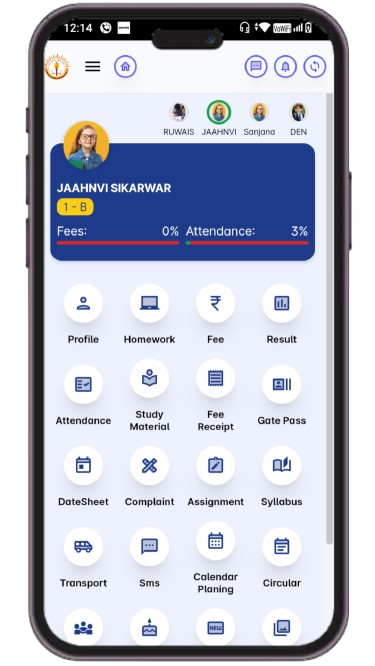 12:14
VoWiFi
RUWAIS JAAHNVI Sanjana DEN
JAAHNVI SIKARWAR
1 - B
Fees: 0% Attendance: 3%
Profile Homework Fee Result
Attendance Study Material Fee Receipt Gate Pass
DateSheet Complaint Assignment Syllabus
Transport Sms Calendar Planing Circular
NEW